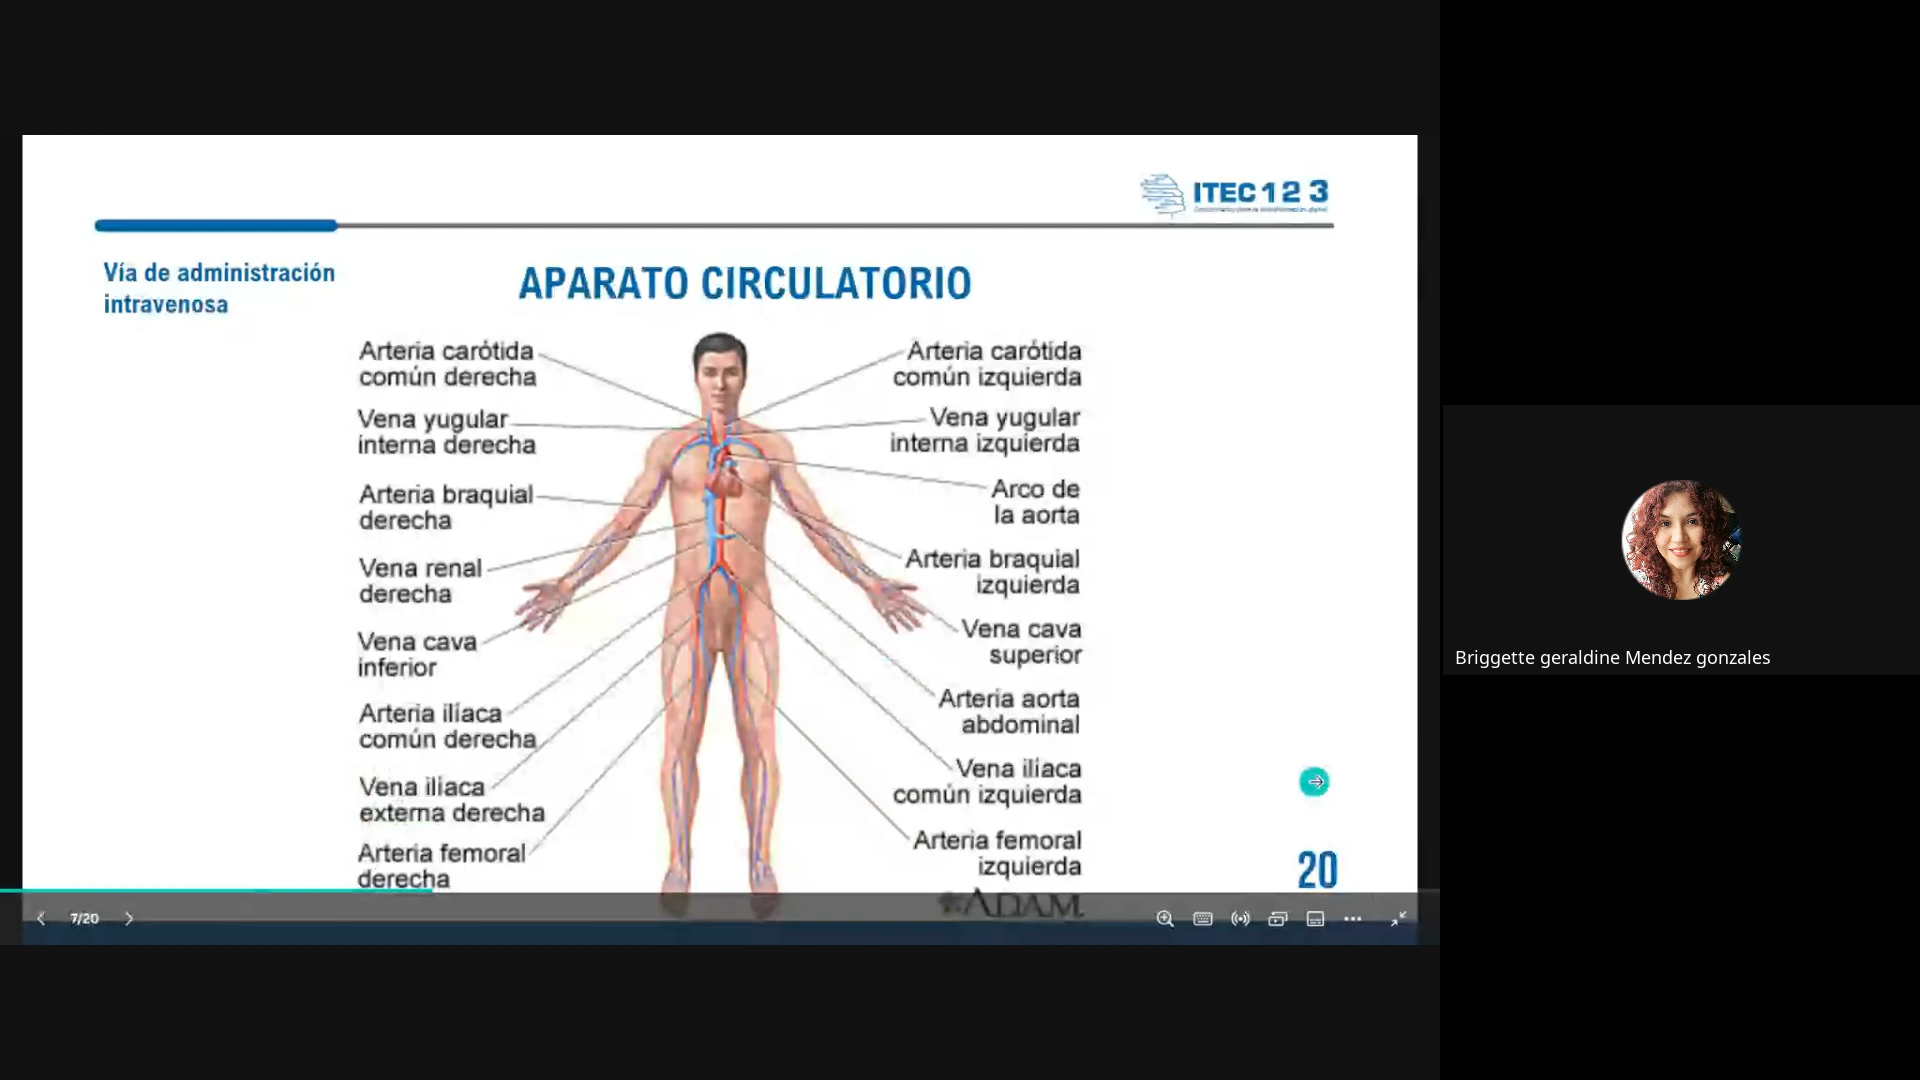 ITEC 1 2 3
Vía de administración
intravenosa
APARATO CIRCULATORIO
Arteria carótida
común derecha
Vena yugular
interna derecha
Arteria braquial
derecha
Vena renal
derecha
Vena cava
inferior
Arteria ilíaca
común derecha
Vena ilíaca
externa derecha
Arteria femoral
derecha
Arteria carótida
común izquierda
Vena yugular
interna izquierda
Arco de
la aorta
Arteria braquial
izquierda
Vena cava
superior
Arteria aorta
abdominal
Vena ilíaca
común izquierda
Arteria femoral
izquierda
ADAM.
20
7/20
Briggette geraldine Mendez gonzales